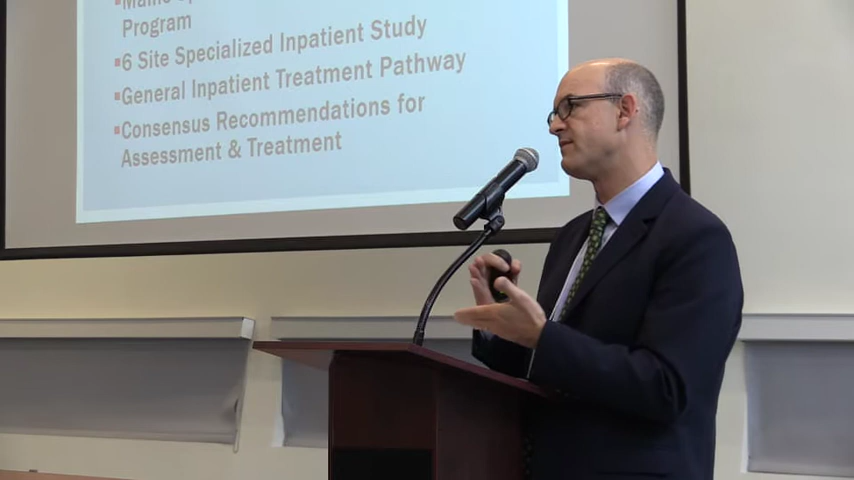 Program
▪6 Site Specialized Inpatient Study
▪General Inpatient Treatment Pathway
▪Consensus Recommendations for
Assessment & Treatment